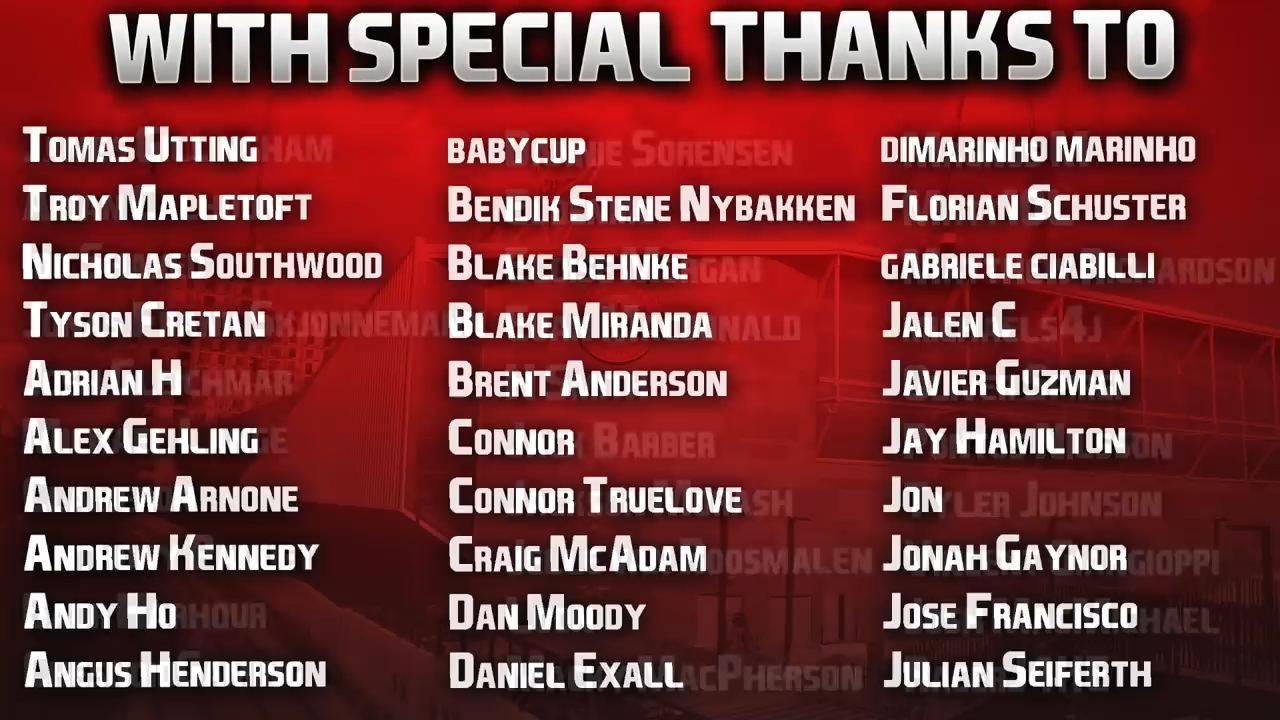 WITH SPECIAL THANKS TO
Tomas Utting
Troy Mapletoft
Nicholas Southwood
Tyson Cretan
Adrian H
Alex Gehling
Andrew Arnone
Andrew Kennedy
Andy Ho
Angus Henderson
babycup
Bendik Stene Nybakken
Blake Behnke
Blake Miranda
Brent Anderson
Connor
Connor Truelove
Craig McAdam
Dan Moody
Daniel Exall
dimarinho marinho
Florian Schuster
gabriele ciabilli
Jalen C
Javier Guzman
Jay Hamilton
Jon
Jonah Gaynor
Jose Francisco
Julian Seiferth